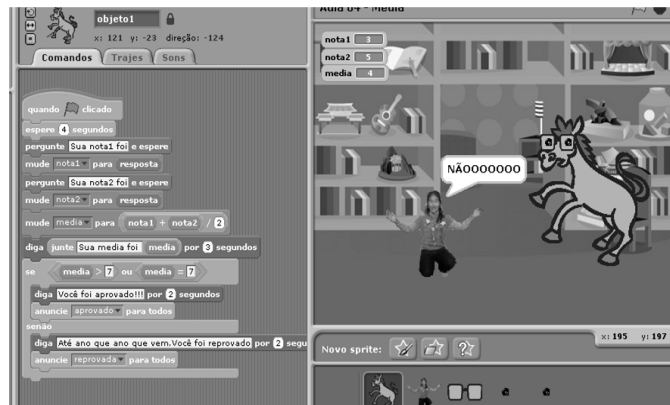 objeto1
x: 121 y: -23 direção: -124
Comandos Trajes Sons
quando clicado
espere 4 segundos
pergunte Sua nota1 foi e espere
mude nota1 para resposta
pergunte Sua nota2 foi e espere
mude nota2 para resposta
mude media para nota1 + nota2 / 2
diga junte Sua media foi media por 3 segundos
se media > 7 ou media = 7
diga Você foi aprovado!!! por 2 segundos
anuncie aprovado para todos
senão
diga Até ano que ano que vem.Você foi reprovado por 2 segu
anuncie reprovada para todos
Aula 04 - Media
nota1 3
nota2 5
media 4
NÃOOOOOOO
x: 195 y: 197
Novo sprite: